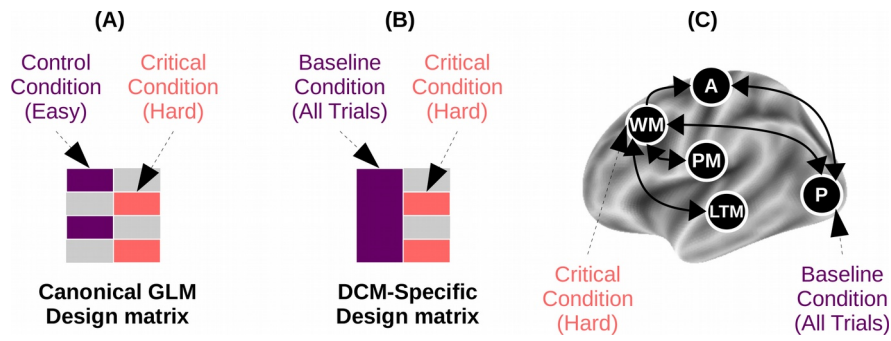 (A)
Control
Condition
(Easy)
Critical
Condition
(Hard)
Canonical GLM
Design matrix
(B)
Baseline
Condition
(All Trials)
Critical
Condition
(Hard)
DCM-Specific
Design matrix
(C)
A
WM
PM
P
LTM
Critical
Condition
(Hard)
Baseline
Condition
(All Trials)